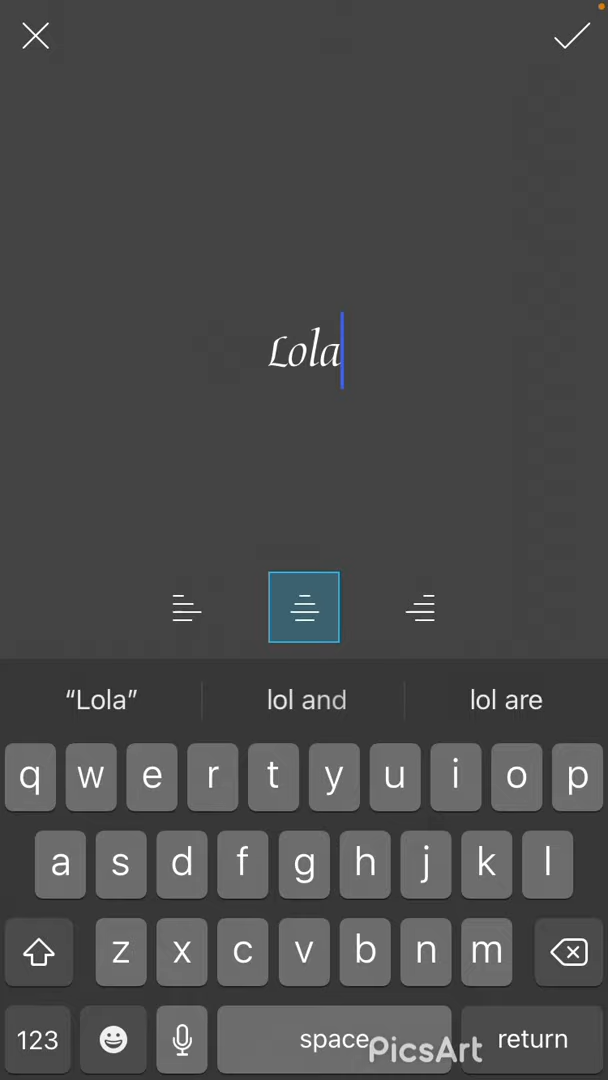 Lola
“Lola” lol and lol are
q w e r t y u i o p
a s d f g h j k l
z x c v b n m
123 space return
PicsArt